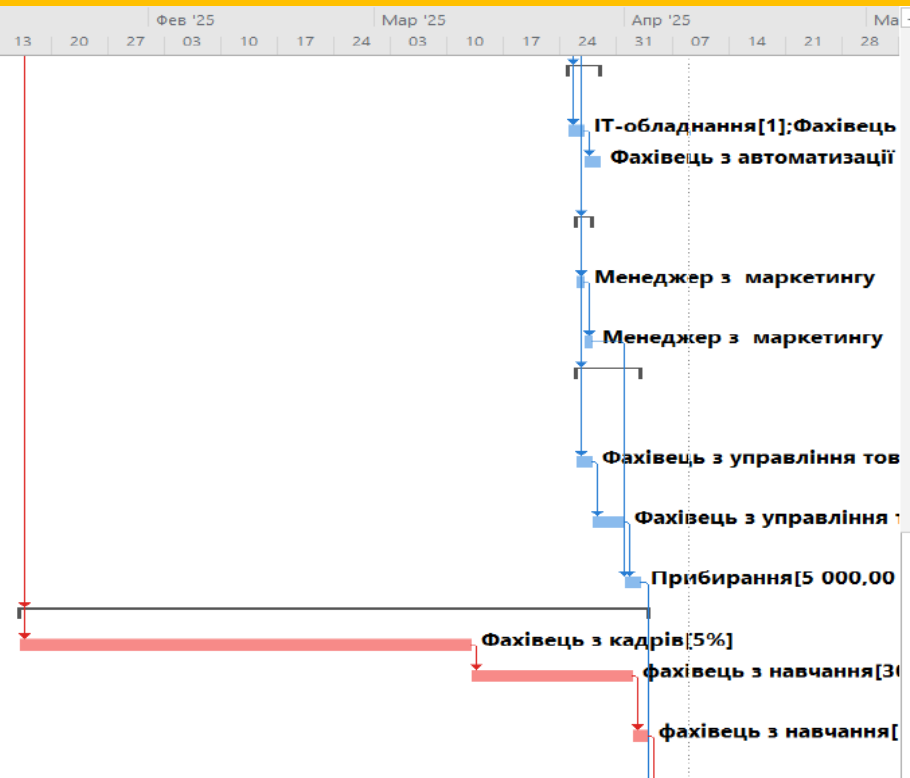 Фев '25 Мар '25 Апр '25 Ма
13 20 27 03 10 17 24 03 10 17 24 31 07 14 21 28
ІТ-обладнання[1];Фахівець
Фахівець з автоматизації
Менеджер з маркетингу
Менеджер з маркетингу
Фахівець з управління тов
Фахівець з управління
Прибирання[5 000,00
Фахівець з кадрів[5%]
фахівець з навчання[30
фахівець з навчання[